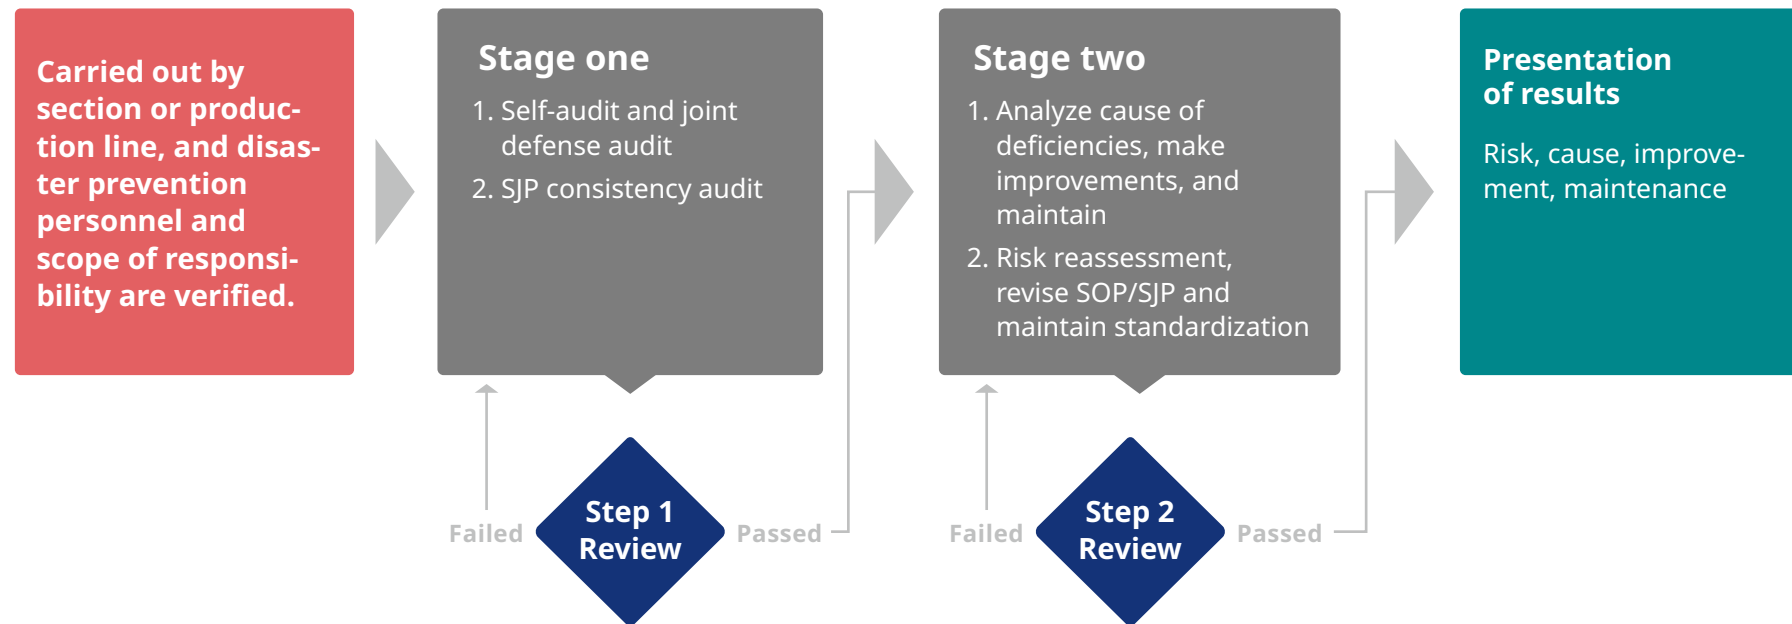 Carried out by
section or produc-
tion line, and disas-
ter prevention
personnel and
scope of responsi-
bility are verified.
Stage one
1. Self-audit and joint
defense audit
2. SJP consistency audit
Failed
Step 1
Review
Passed
Stage two
1. Analyze cause of
deficiencies, make
improvements, and
maintain
2. Risk reassessment,
revise SOP/SJP and
maintain standardization
Failed
Step 2
Review
Passed
Presentation
of results
Risk, cause, improve-
ment, maintenance